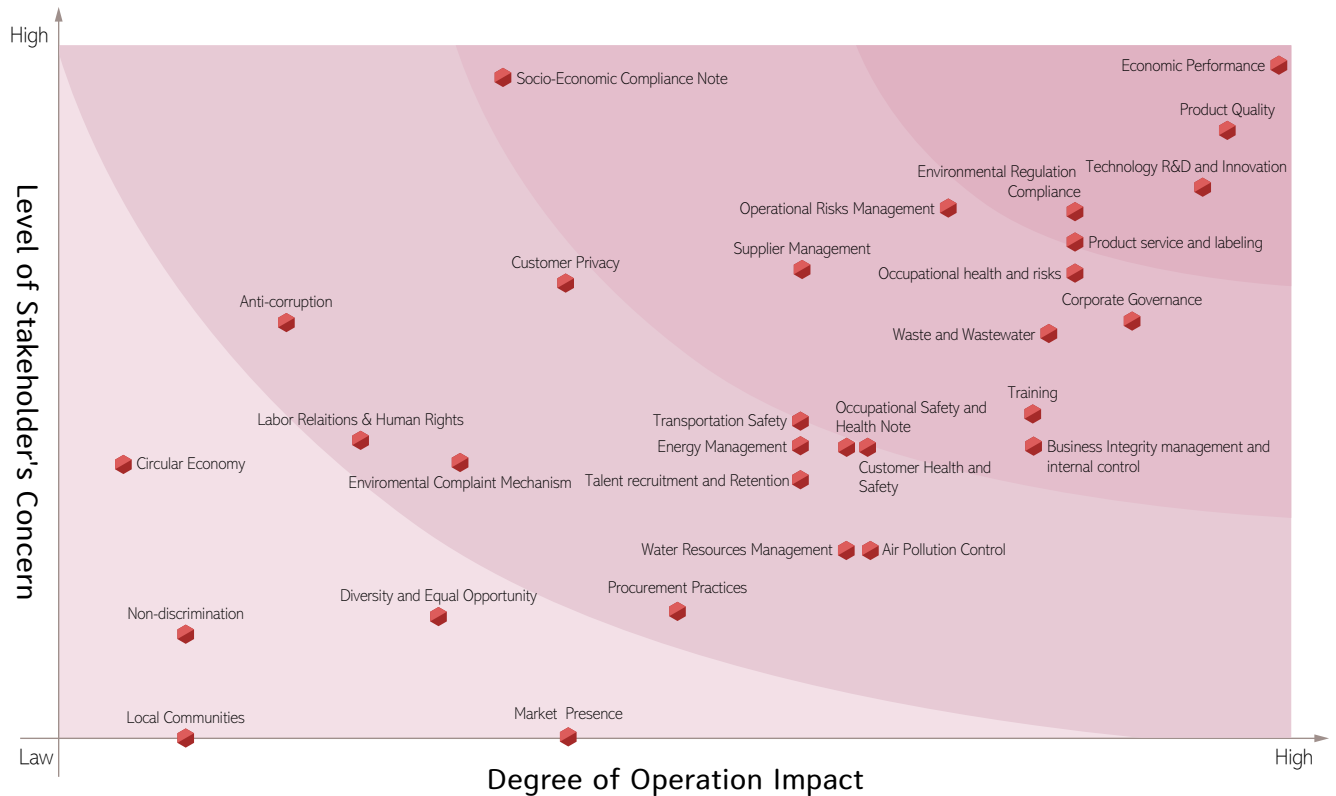 High
Socio-Economic Compliance Note
Economic Performance
Product Quality
Technology R&D and Innovation
Environmental Regulation
Compliance
Operational Risks Management
Product service and labeling
Supplier Management
Customer Privacy
Occupational health and risks
Anti-corruption
Corporate Governance
Waste and Wastewater
Training
Labor Relaitions & Human Rights
Transportation Safety
Occupational Safety and
Health Note
Energy Management
Business Integrity management and
internal control
Circular Economy
Customer Health and
Safety
Enviromental Complaint Mechanism
Talent recruitment and Retention
Water Resources Management
Air Pollution Control
Procurement Practices
Diversity and Equal Opportunity
Non-discrimination
Local Communities
Market Presence
Level of Stakeholder's Concern
Law
High
Degree of Operation Impact